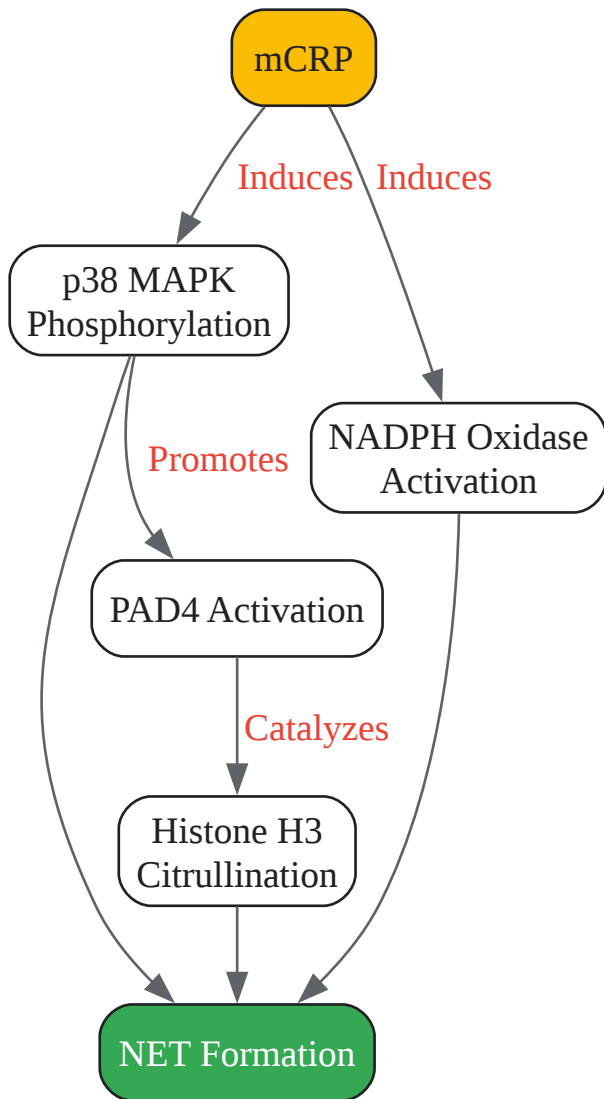 mCRP
Induces
Induces
p38 MAPK
Phosphorylation
NADPH Oxidase
Activation
Promotes
PAD4 Activation
Catalyzes
Histone H3
Citrullination
NET Formation